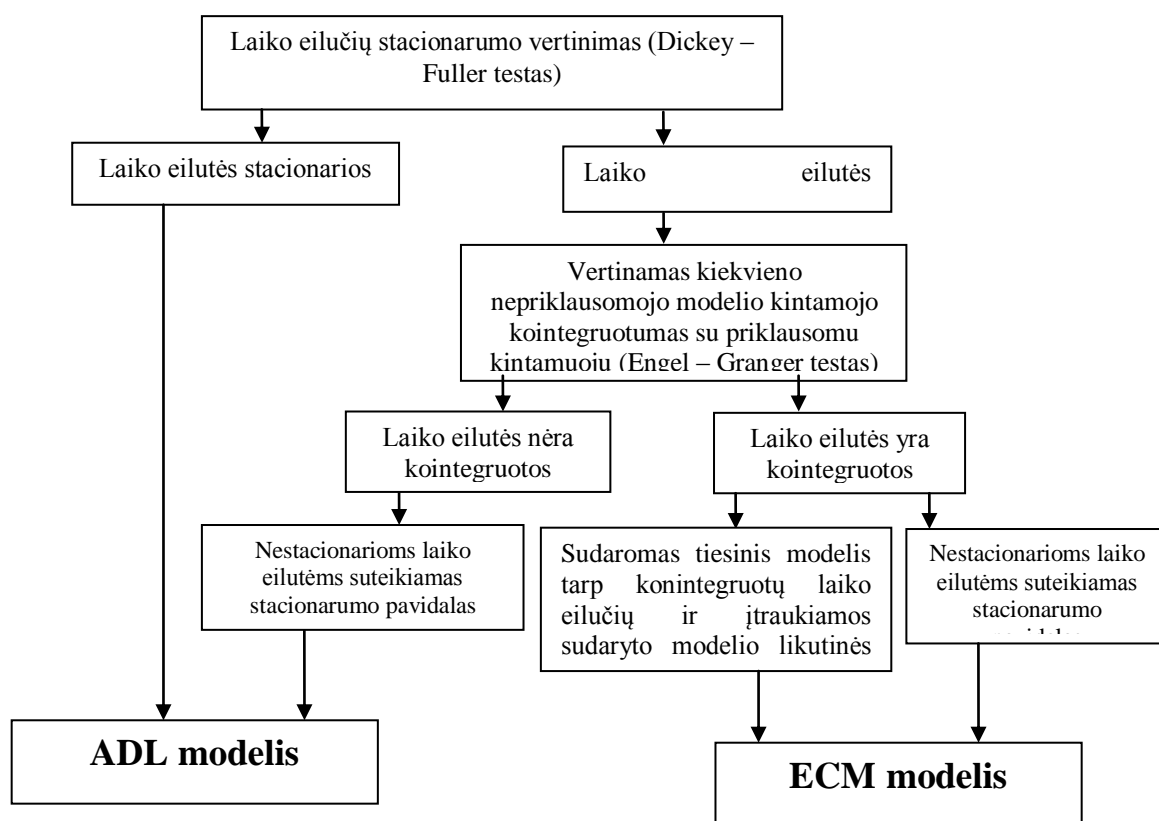 Laiko eilučių stacionarumo vertinimas (Dickey –
Fuller testas)
Laiko eilutės stacionarios
Laiko eilutės
Vertinamas kiekvieno
nepriklausomojo modelio kintamojo
kointegruotumas su priklausomu
kintamuoju (Engel – Granger testas)
Laiko eilutės nėra
kointegruotos
Laiko eilutės yra
kointegruotos
Nestacionarioms laiko
eilutėms suteikiamas
stacionarumo pavidalas
Sudaromas tiesinis modelis
tarp konintegruotų laiko
eilučių ir įtraukiamos
sudaryto modelio likutinės
Nestacionarioms laiko
eilutėms suteikiamas
stacionarumo
ADL modelis
ECM modelis